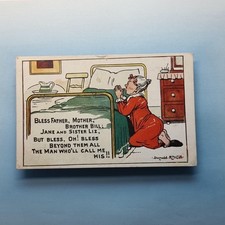 Bless Father, Mother,
Brother Bill,
Jane and Sister Liz,
But bless, Oh! Bless
Beyond them all
The Man who'll call me
His!!